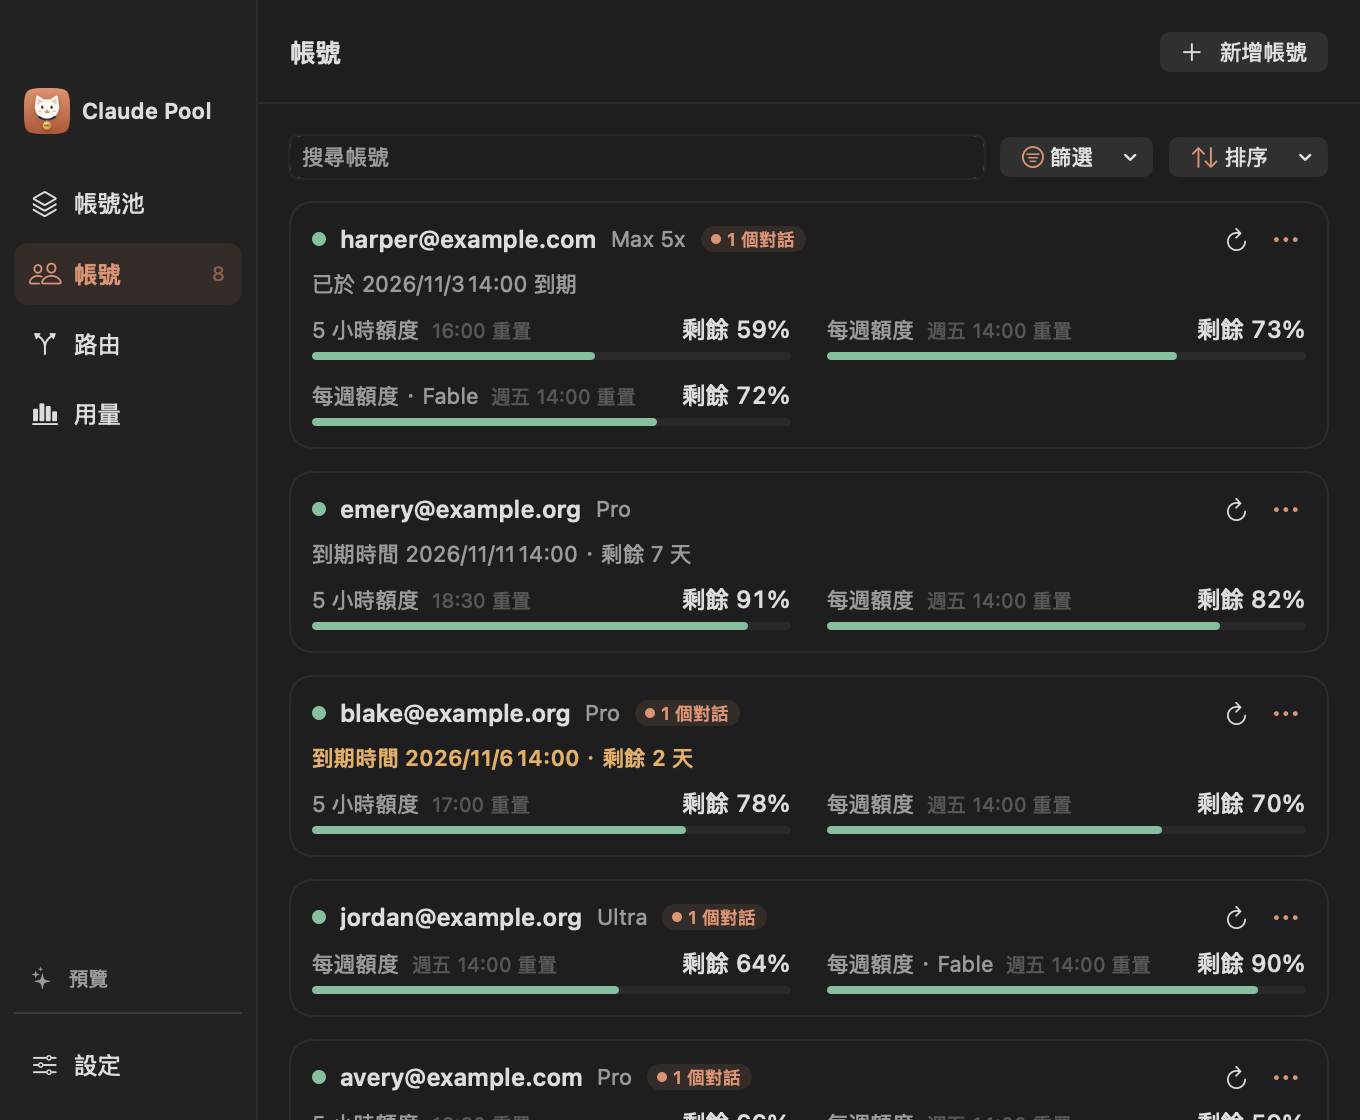 帳號
新增帳號
Claude Pool
搜尋帳號
篩選
排序
帳號池
帳號 8
路由
用量
預覽
設定
harper@example.com Max 5x 1 個對話
已於 2026/11/3 14:00 到期
5 小時額度 16:00 重置 剩餘 59%
每週額度 週五 14:00 重置 剩餘 73%
每週額度 · Fable 週五 14:00 重置 剩餘 72%
emery@example.org Pro
到期時間 2026/11/11 14:00 · 剩餘 7 天
5 小時額度 18:30 重置 剩餘 91%
每週額度 週五 14:00 重置 剩餘 82%
blake@example.org Pro 1 個對話
到期時間 2026/11/6 14:00 · 剩餘 2 天
5 小時額度 17:00 重置 剩餘 78%
每週額度 週五 14:00 重置 剩餘 70%
jordan@example.org Ultra 1 個對話
每週額度 週五 14:00 重置 剩餘 64%
每週額度 · Fable 週五 14:00 重置 剩餘 90%
avery@example.com Pro 1 個對話